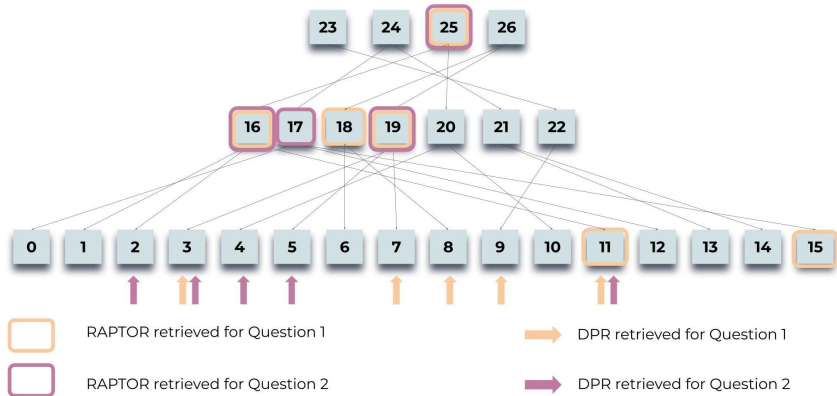 23 24 25 26
16 17 18 19 20 21 22
0 1 2 3 4 5 6 7 8 9 10 11 12 13 14 15
RAPTOR retrieved for Question 1
DPR retrieved for Question 1
RAPTOR retrieved for Question 2
DPR retrieved for Question 2